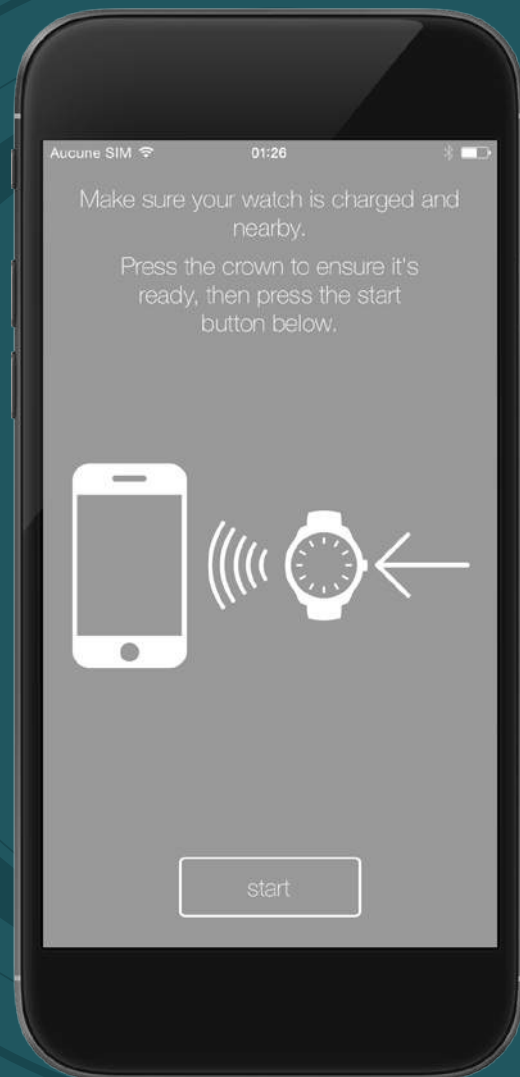 Aucune SIM 01:26
Make sure your watch is charged and
nearby.
Press the crown to ensure it's
ready, then press the start
button below.
start